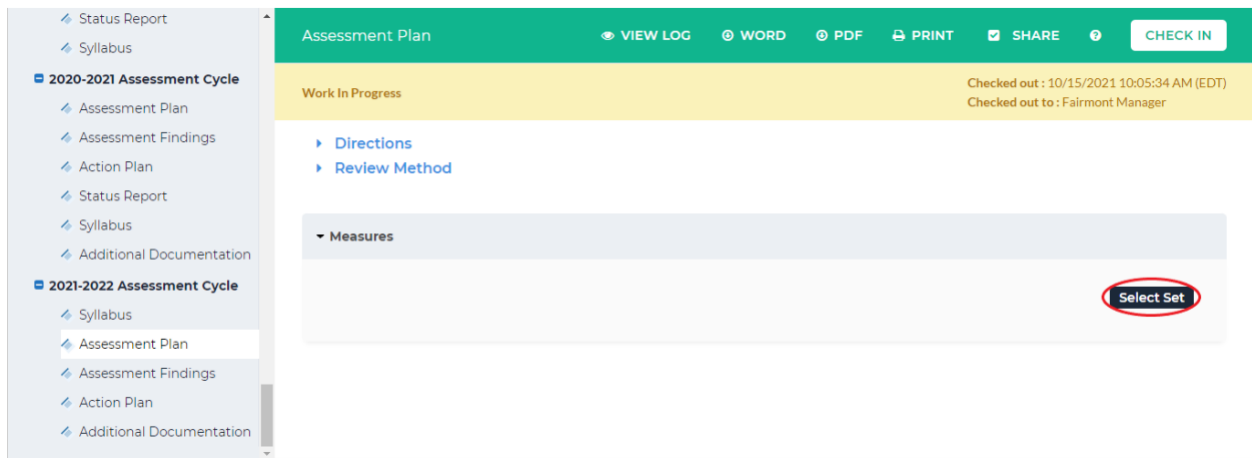 Status Report
Syllabus
2020-2021 Assessment Cycle
Assessment Plan
Assessment Findings
Action Plan
Status Report
Syllabus
Additional Documentation
2021-2022 Assessment Cycle
Syllabus
Assessment Plan
Assessment Findings
Action Plan
Additional Documentation
Assessment Plan VIEW LOG WORD PDF PRINT SHARE ? CHECK IN
Work In Progress
Checked out : 10/15/2021 10:05:34 AM (EDT)
Checked out to : Fairmont Manager
Directions
Review Method
Measures
Select Set